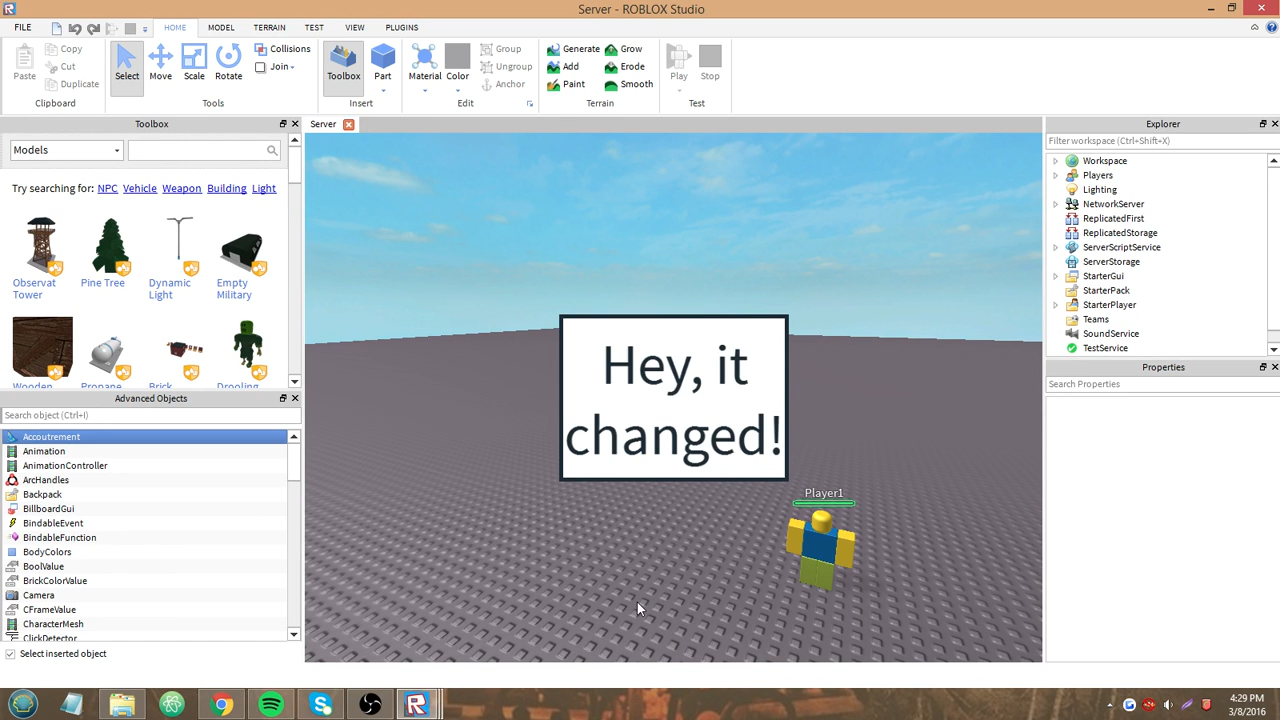 Server - ROBLOX Studio
FILE HOME MODEL TERRAIN TEST VIEW PLUGINS
Paste Copy Cut Duplicate
Clipboard
Select Move Scale Rotate Collisions Join
Tools
Toolbox Part
Insert
Material Color Group Ungroup Anchor
Edit
Generate Grow
Add Erode
Paint Smooth
Terrain
Play Stop
Test
Toolbox
Models
Try searching for: NPC Vehicle Weapon Building Light
Observat Tower
Pine Tree
Dynamic Light
Empty Military
Wooden Propane Brick Drooling
Advanced Objects
Search object (Ctrl+I)
Accoutrement
Animation
AnimationController
ArcHandles
Backpack
BillboardGui
BindableEvent
BindableFunction
BodyColors
BoolValue
BrickColorValue
Camera
CFrameValue
CharacterMesh
ClickDetector
Select inserted object
Server
Hey, it
changed!
Player1
Explorer
Filter workspace (Ctrl+Shift+X)
Workspace
Players
Lighting
NetworkServer
ReplicatedFirst
ReplicatedStorage
ServerScriptService
ServerStorage
StarterGui
StarterPack
StarterPlayer
Teams
SoundService
TestService
Properties
Search Properties
4:29 PM
3/8/2016